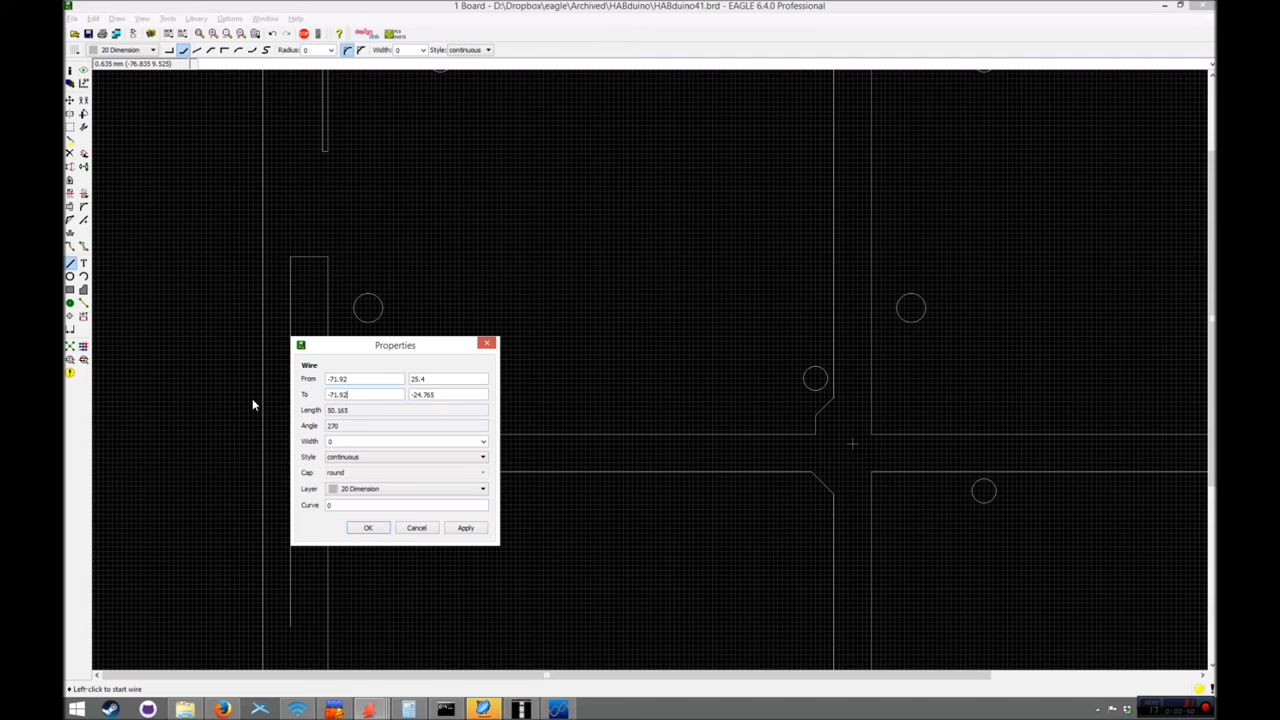 1 Board - D:\Dropbox\eagle\Archived\HABduino\HABduino41.brd - EAGLE 6.4.0 Professional
File Edit Draw View Tools Library Options Window Help
20 Dimension Radius: 0 Width: 0 Style: continuous
0.635 mm (-76.835 9.525)
Properties
Wire
From -71.92 25.4
To -71.92 -24.765
Length 50.165
Angle 270
Width 0
Style continuous
Cap round
Layer 20 Dimension
Curve 0
OK Cancel Apply
Left-click to start wire